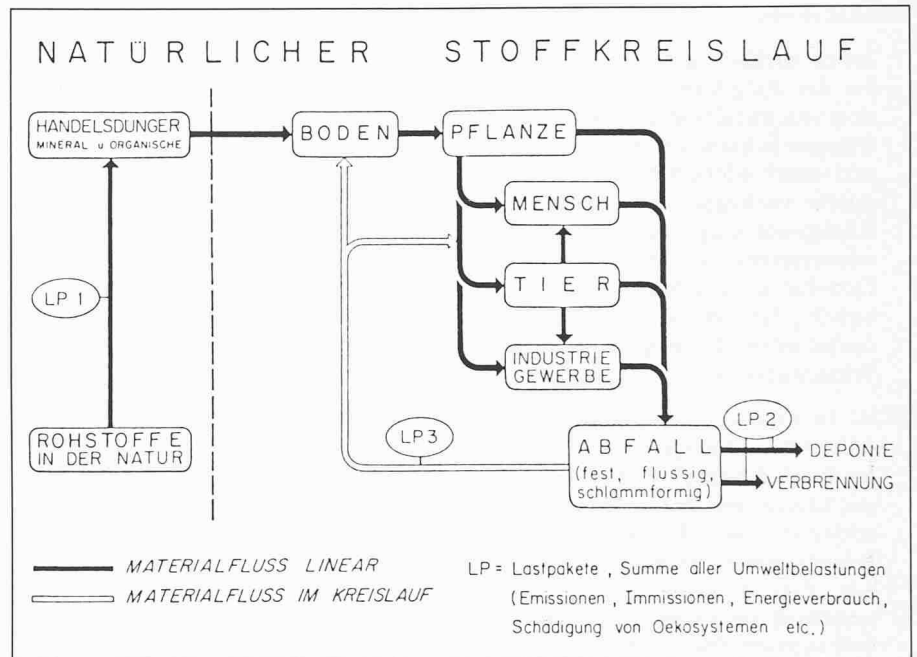 NATÜRLICHER STOFFKREISLAUF
HANDELSDÜNGER
MINERAL u ORGANISCHE
BODEN
PFLANZE
MENSCH
TIER
INDUSTRIE
GEWERBE
LP 1
LP3
LP 2
ROHSTOFFE
IN DER NATUR
ABFALL
(fest, flussig,
schlammformig)
DEPONIE
VERBRENNUNG
MATERIALFLUSS LINEAR
MATERIALFLUSS IM KREISLAUF
LP = Lastpakete, Summe aller Umweltbelastungen
(Emissionen, Immissionen, Energieverbrauch,
Schädigung von Oekosystemen etc.)